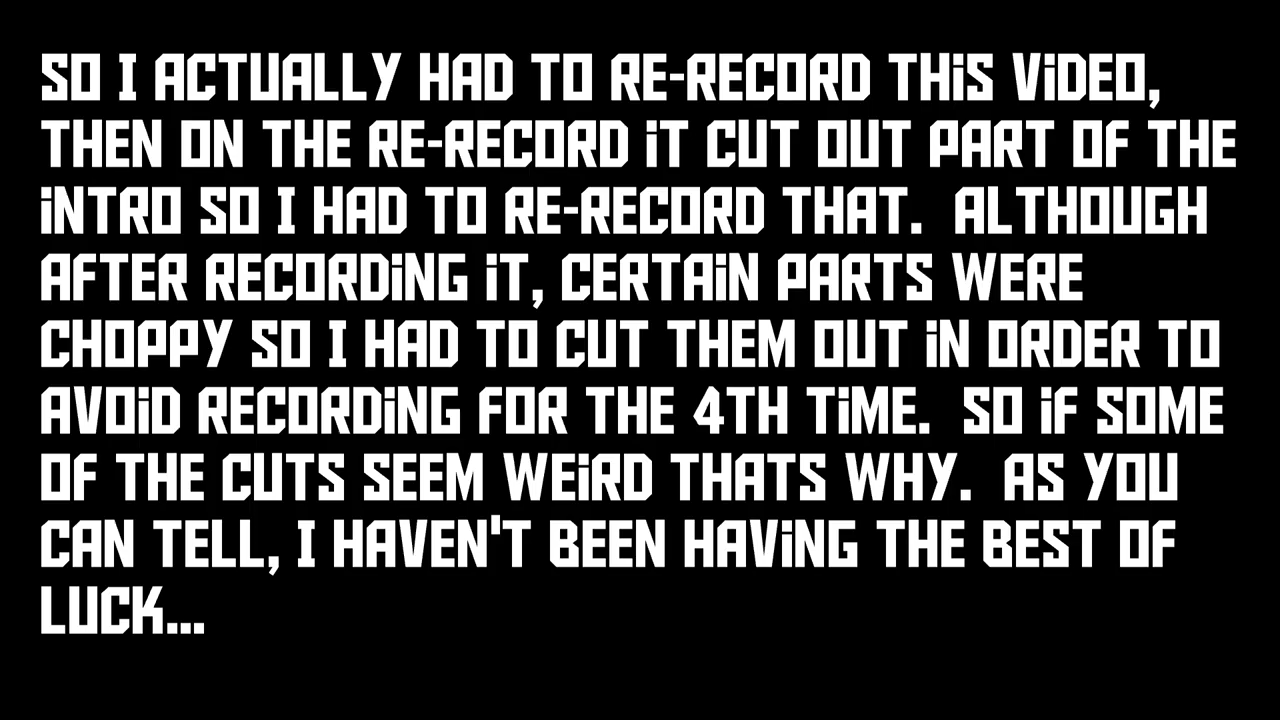 SO I ACTUALLY HAD TO RE-RECORD THiS ViDEO,
THEN ON THE RE-RECORD iT CUT OUT PART OF THE
iNTRO SO I HAD TO RE-RECORD THAT.  ALTHOUGH
AFTER RECORDiNG iT, CERTAiN PARTS WERE
CHOPPY SO I HAD TO CUT THEM OUT iN ORDER TO
AVOiD RECORDiNG FOR THE 4TH TiME.  SO iF SOME
OF THE CUTS SEEM WEiRD THATS WHY.  AS YOU
CAN TELL, I HAVEN'T BEEN HAViNG THE BEST OF
LUCK...